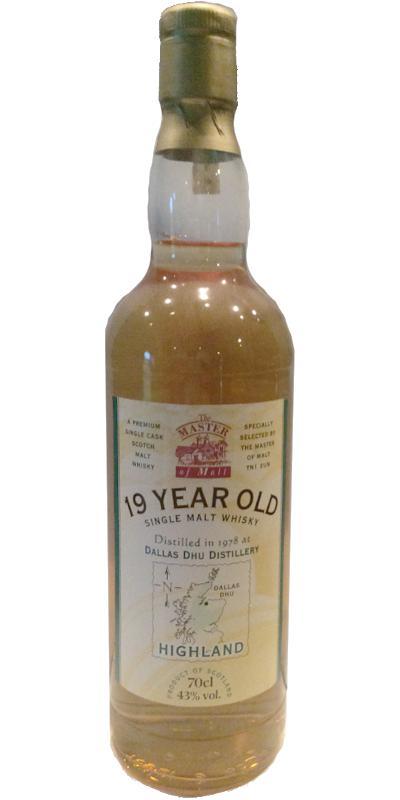 The
MASTER
of Malt
A PREMIUM
SINGLE CASK
SCOTCH
MALT
WHISKY
SPECIALLY
SELECTED BY
THE MASTER
OF MALT
TN1 2UN
19 YEAR OLD
SINGLE MALT WHISKY
Distilled in 1978 at
DALLAS DHU DISTILLERY
N
DALLAS
DHU
HIGHLAND
PRODUCT OF SCOTLAND
70cl
43% vol.